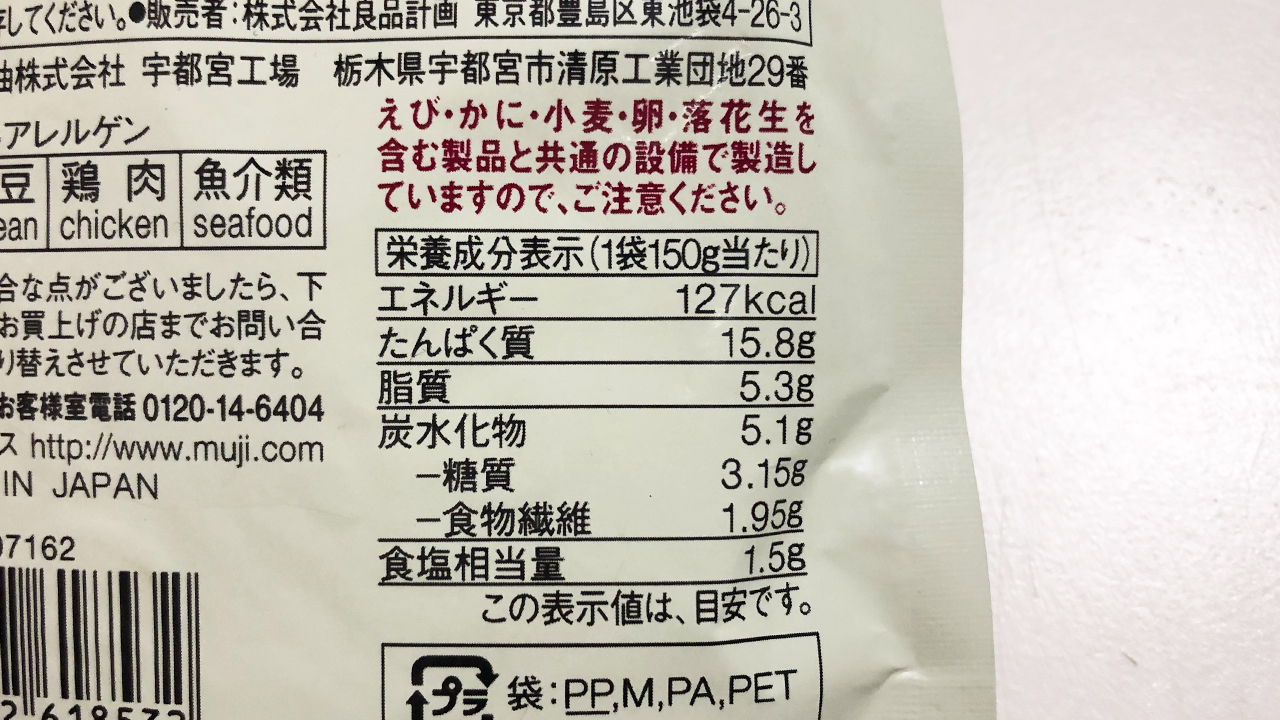 してください。●販売者:株式会社良品計画 東京都豊島区東池袋4-26-3
油株式会社 宇都宮工場 栃木県宇都宮市清原工業団地29番
アレルゲン
豆 鶏肉 魚介類
ean chicken seafood
合な点がございましたら、下
お買上げの店までお問い合
り替えさせていただきます。
お客様室電話 0120-14-6404
ス http://www.muji.com
IN JAPAN
07162
えび・かに・小麦・卵・落花生を
含む製品と共通の設備で製造し
ていますので、ご注意ください。
栄養成分表示(1袋150g当たり)
エネルギー 127kcal
たんぱく質 15.8g
脂質 5.3g
炭水化物 5.1g
−糖質 3.15g
−食物繊維 1.95g
食塩相当量 1.5g
この表示値は、目安です。
プラ 袋:PP,M,PA,PET